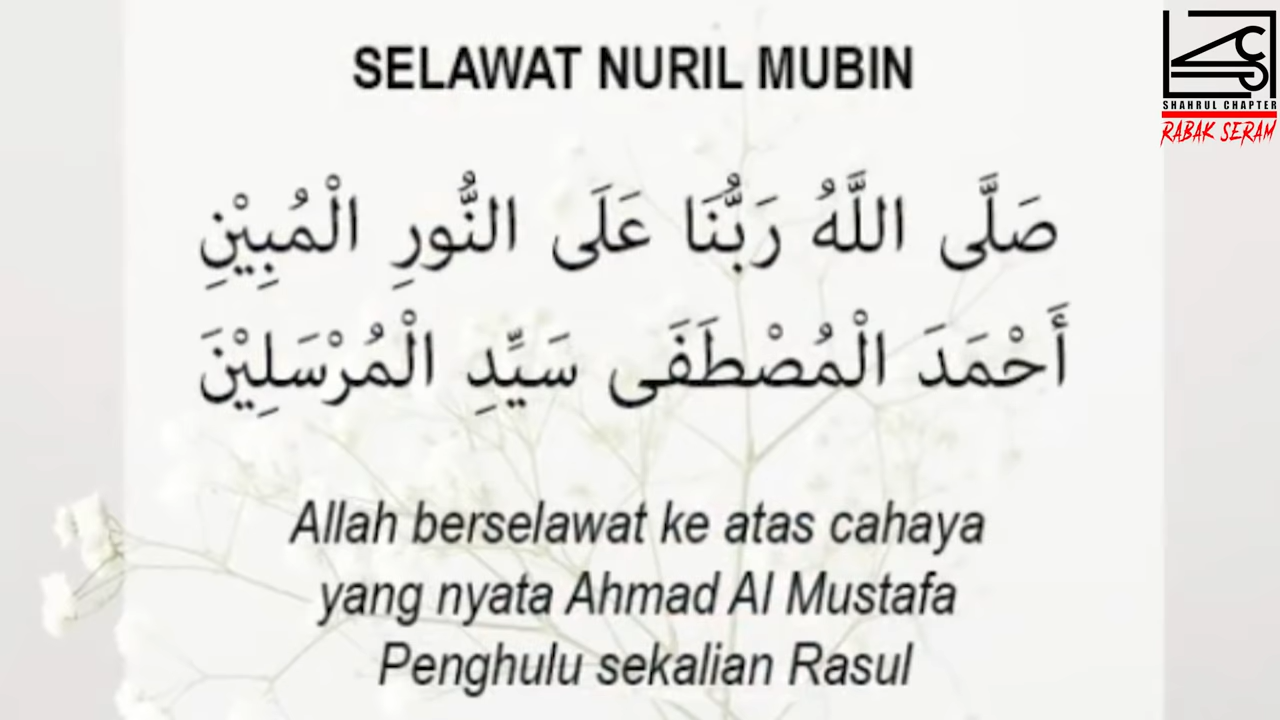 SELAWAT NURIL MUBIN
صَلَّى اللَّهُ رَبُّنَا عَلَى النُّورِ الْمُبِيْنِ
أَحْمَدَ الْمُصْطَفَى سَيِّدِ الْمُرْسَلِيْنَ
Allah berselawat ke atas cahaya
yang nyata Ahmad Al Mustafa
Penghulu sekalian Rasul
SHAHRUL CHAPTER
RABAK SERAM